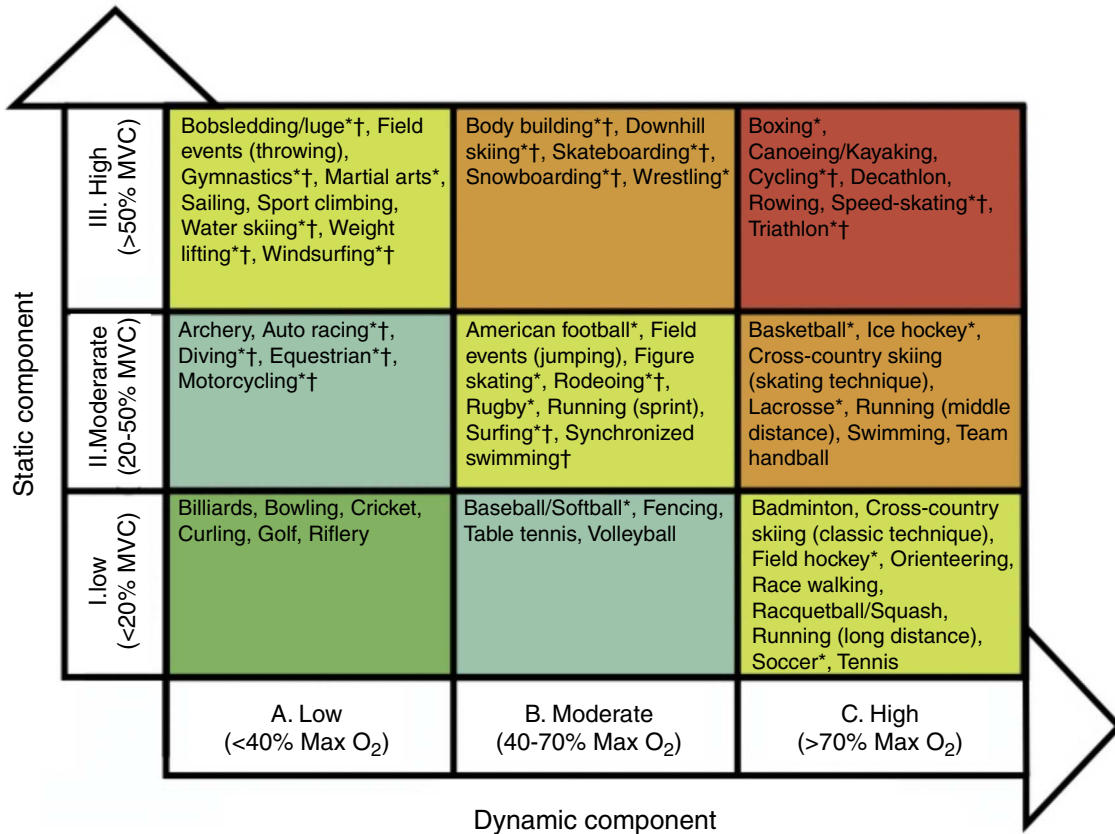 Static component
III. High
(>50% MVC)
Bobsledding/luge*†, Field
events (throwing),
Gymnastics*†, Martial arts*,
Sailing, Sport climbing,
Water skiing*†, Weight
lifting*†, Windsurfing*†
Body building*†, Downhill
skiing*†, Skateboarding*†,
Snowboarding*†, Wrestling*
Boxing*,
Canoeing/Kayaking,
Cycling*†, Decathlon,
Rowing, Speed-skating*†,
Triathlon*†
II.Moderate
(20-50% MVC)
Archery, Auto racing*†,
Diving*†, Equestrian*†,
Motorcycling*†
American football*, Field
events (jumping), Figure
skating*, Rodeoing*†,
Rugby*, Running (sprint),
Surfing*†, Synchronized
swimming†
Basketball*, Ice hockey*,
Cross-country skiing
(skating technique),
Lacrosse*, Running (middle
distance), Swimming, Team
handball
I.low
(<20% MVC)
Billiards, Bowling, Cricket,
Curling, Golf, Riflery
Baseball/Softball*, Fencing,
Table tennis, Volleyball
Badminton, Cross-country
skiing (classic technique),
Field hockey*, Orienteering,
Race walking,
Racquetball/Squash,
Running (long distance),
Soccer*, Tennis
A. Low
(<40% Max O₂)
B. Moderate
(40-70% Max O₂)
C. High
(>70% Max O₂)
Dynamic component